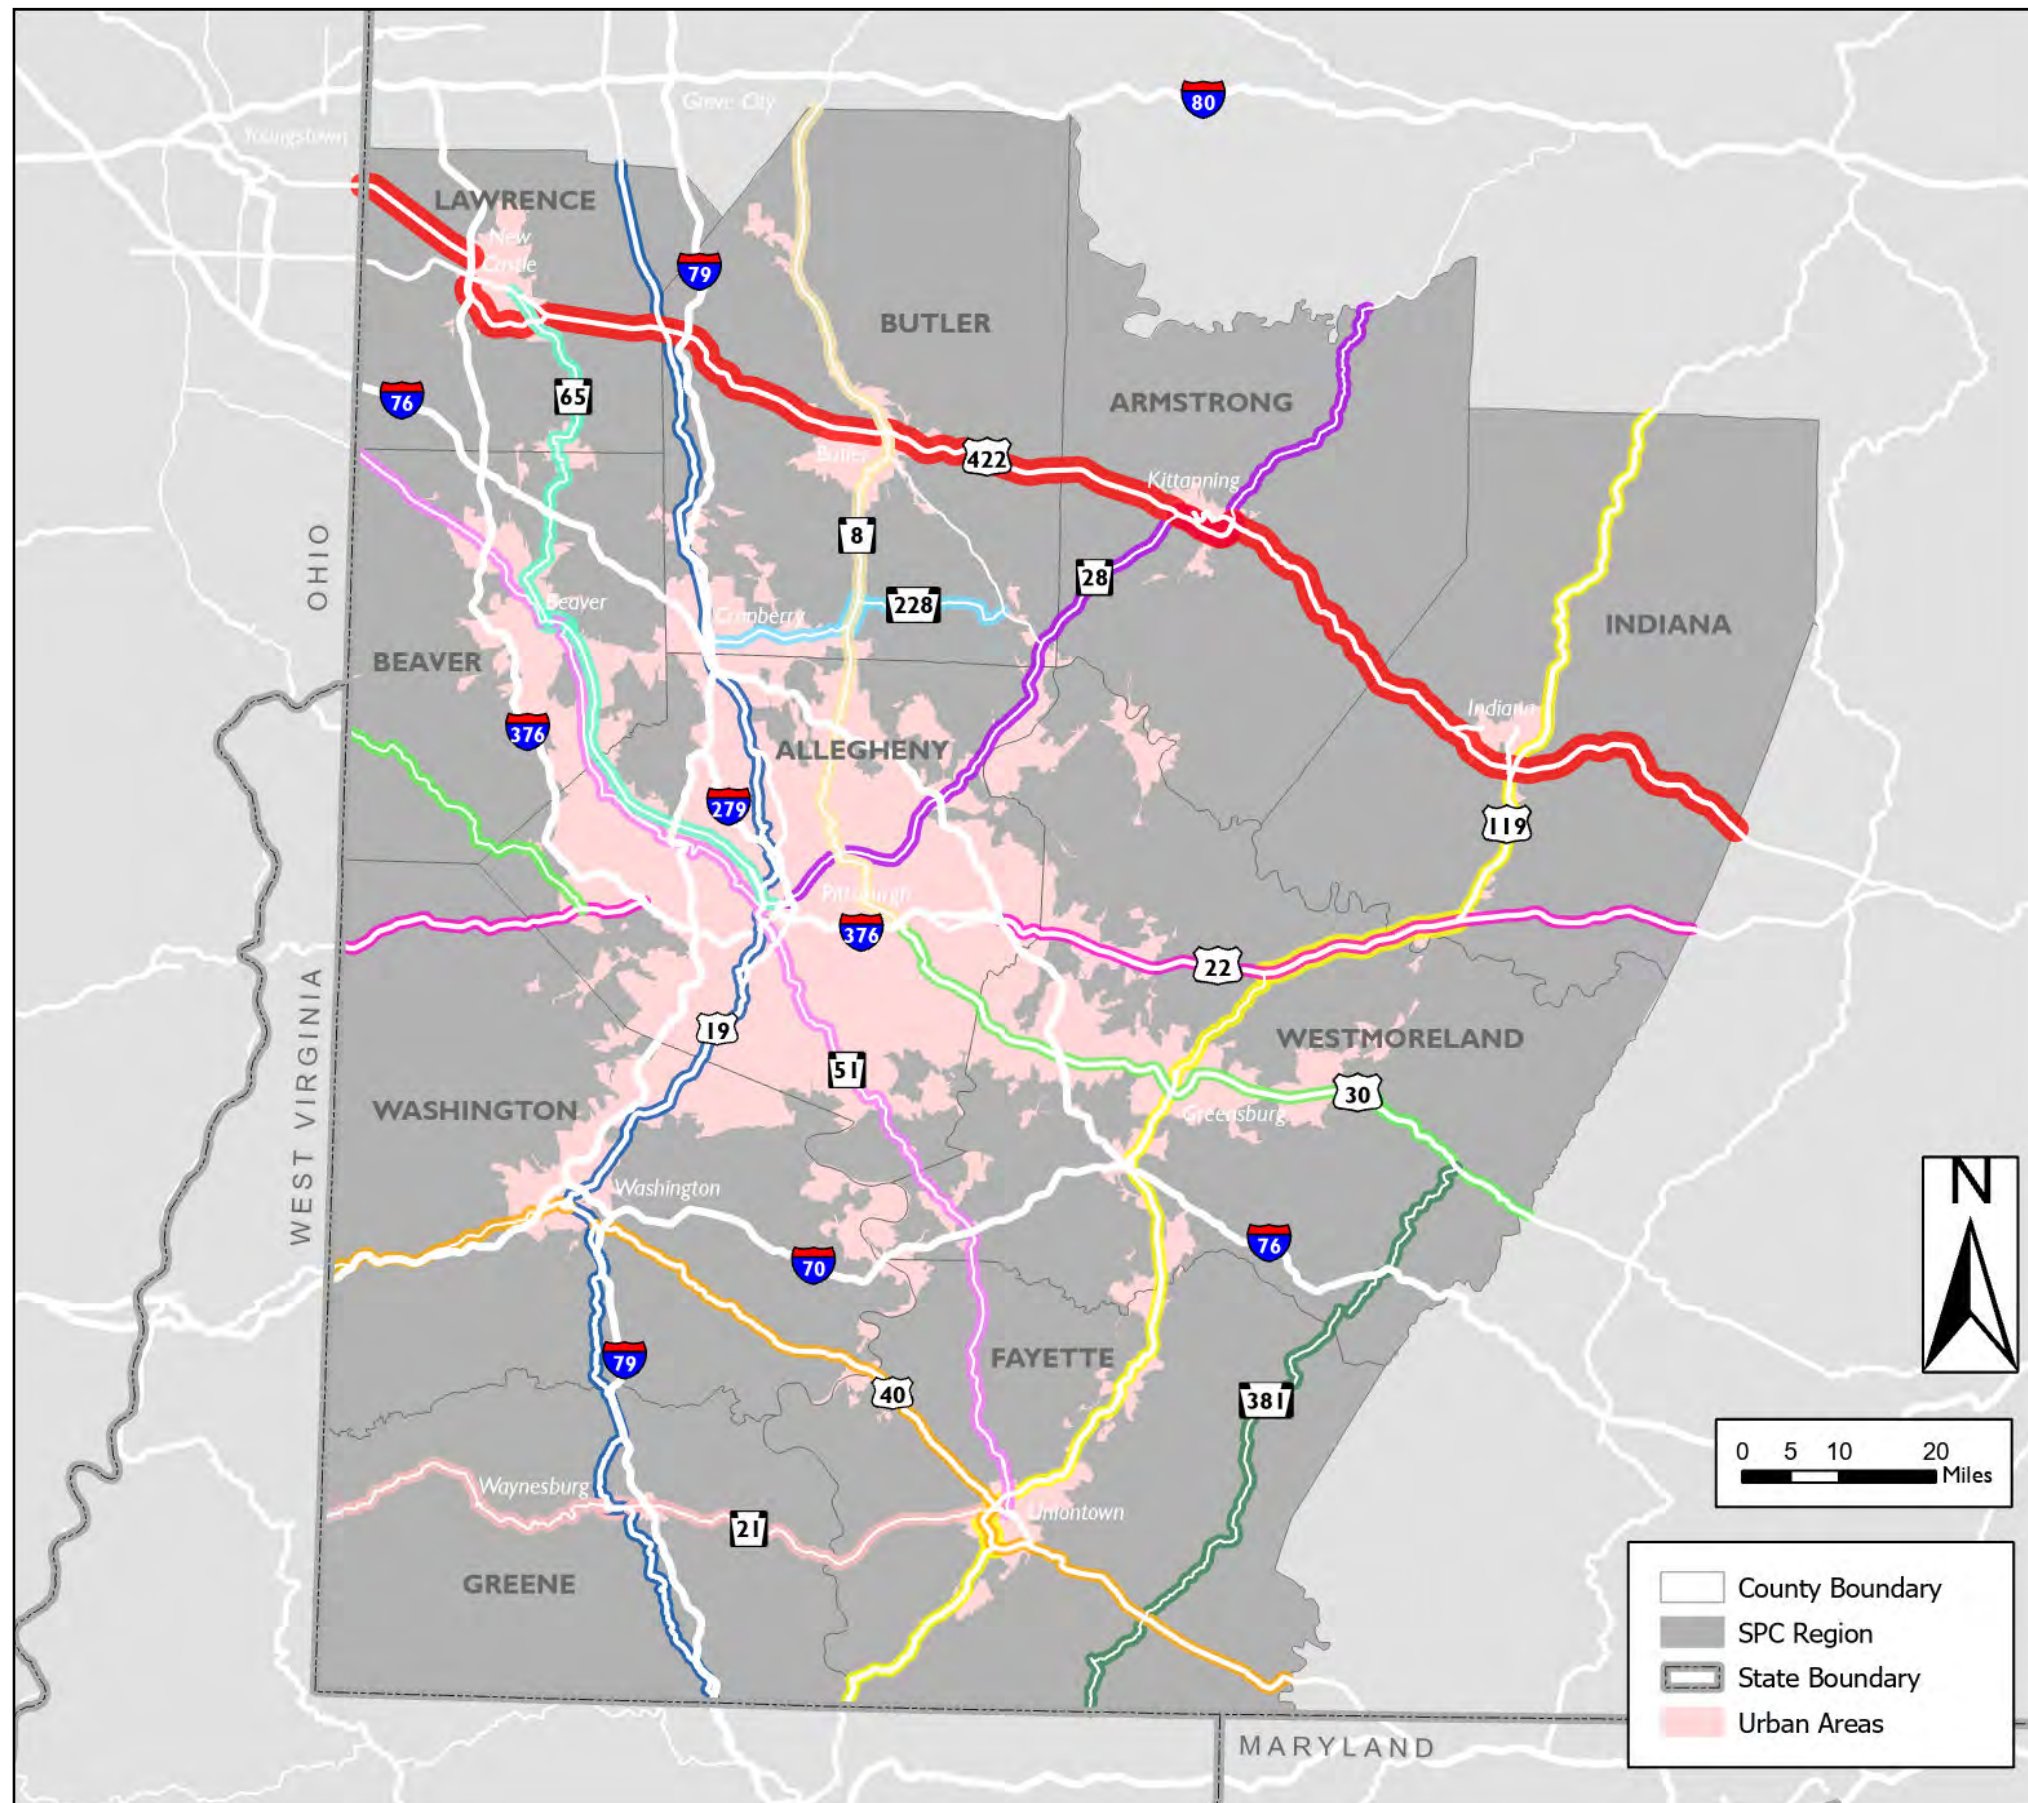 Grove City
80
Youngstown
LAWRENCE
New
Castle
79
BUTLER
76
65
ARMSTRONG
Butler
422
Kittanning
8
28
OHIO
Beaver
Cranberry
228
INDIANA
BEAVER
Indiana
376
ALLEGHENY
279
119
Pittsburgh
376
22
WEST VIRGINIA
19
WESTMORELAND
51
30
WASHINGTON
Greensburg
N
Washington
76
70
79
FAYETTE
40
381
0 5 10 20
Miles
Waynesburg
21
Uniontown
GREENE
County Boundary
SPC Region
State Boundary
Urban Areas
MARYLAND